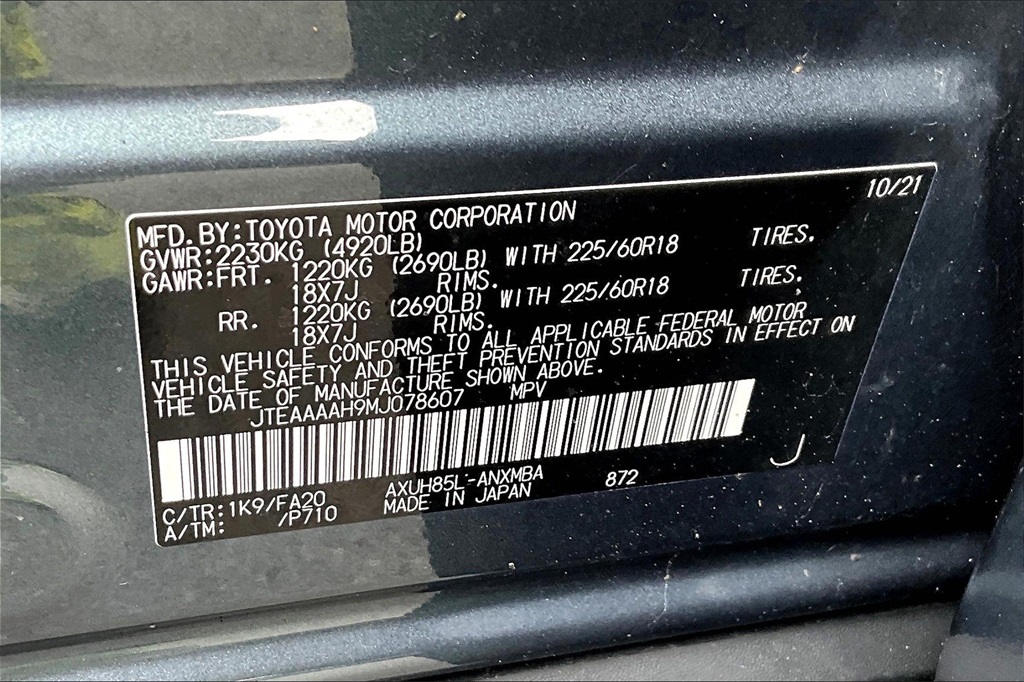 10/21
MFD. BY: TOYOTA MOTOR CORPORATION
GVWR: 2230KG (4920LB)
GAWR: FRT. 1220KG (2690LB) WITH 225/60R18 TIRES.
18X7J RIMS.
RR. 1220KG (2690LB) WITH 225/60R18 TIRES.
18X7J RIMS.
THIS VEHICLE CONFORMS TO ALL APPLICABLE FEDERAL MOTOR
VEHICLE SAFETY AND THEFT PREVENTION STANDARDS IN EFFECT ON
THE DATE OF MANUFACTURE SHOWN ABOVE.
JTEAAAAH9MJ078607 MPV
C/TR: 1K9/FA20 AXUH85L-ANXMBA 872 J
A/TM: /P710 MADE IN JAPAN